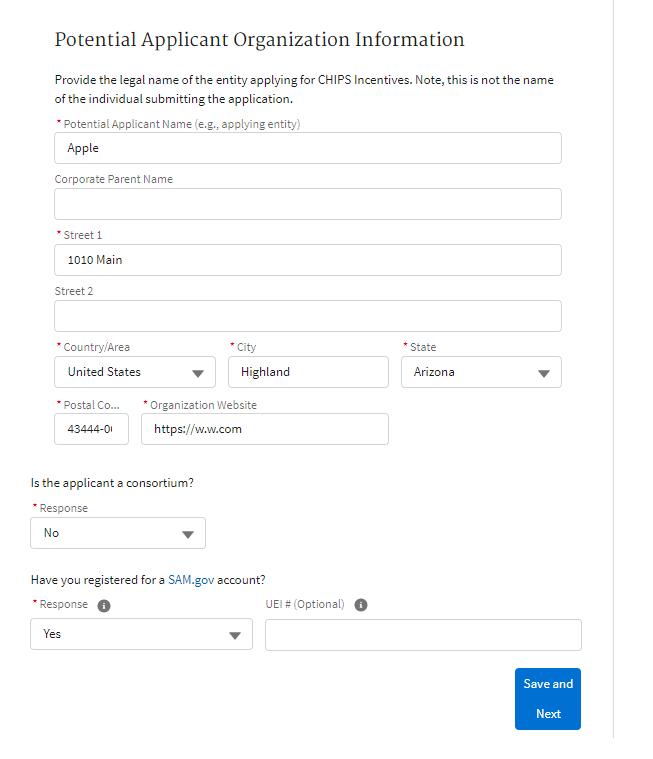 Potential Applicant Organization Information
Provide the legal name of the entity applying for CHIPS Incentives. Note, this is not the name
of the individual submitting the application.
* Potential Applicant Name (e.g., applying entity)
Apple
Corporate Parent Name
* Street 1
1010 Main
Street 2
* Country/Area * City * State
United States Highland Arizona
* Postal Co... * Organization Website
43444-0 https://w.w.com
Is the applicant a consortium?
* Response
No
Have you registered for a SAM.gov account?
* Response UEI # (Optional)
Yes
Save and
Next